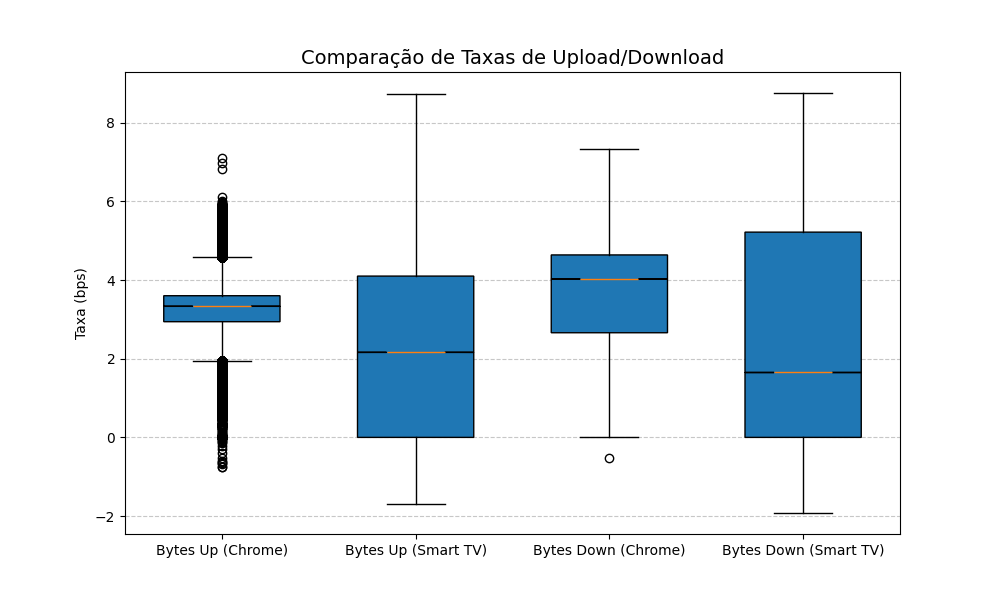 Comparação de Taxas de Upload/Download
Taxa (bps)
8
6
4
2
0
−2
Bytes Up (Chrome)
Bytes Up (Smart TV)
Bytes Down (Chrome)
Bytes Down (Smart TV)